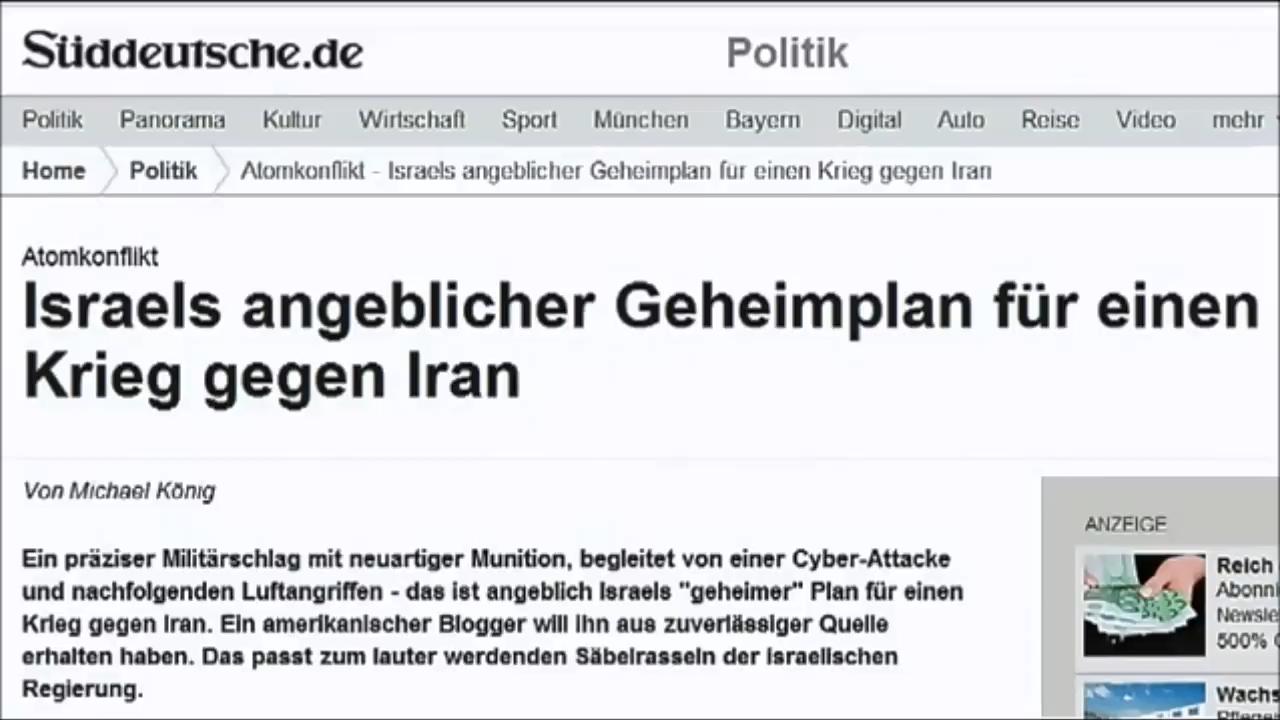 Süddeutsche.de
Politik
Politik Panorama Kultur Wirtschaft Sport München Bayern Digital Auto Reise Video mehr
Home Politik Atomkonflikt - Israels angeblicher Geheimplan für einen Krieg gegen Iran
Atomkonflikt
Israels angeblicher Geheimplan für einen
Krieg gegen Iran
Von Michael König
Ein präziser Militärschlag mit neuartiger Munition, begleitet von einer Cyber-Attacke
und nachfolgenden Luftangriffen - das ist angeblich Israels "geheimer" Plan für einen
Krieg gegen Iran. Ein amerikanischer Blogger will ihn aus zuverlässiger Quelle
erhalten haben. Das passt zum lauter werdenden Säbelrasseln der israelischen
Regierung.
ANZEIGE
Reich
Abonni
Newsle
500%
Wachs